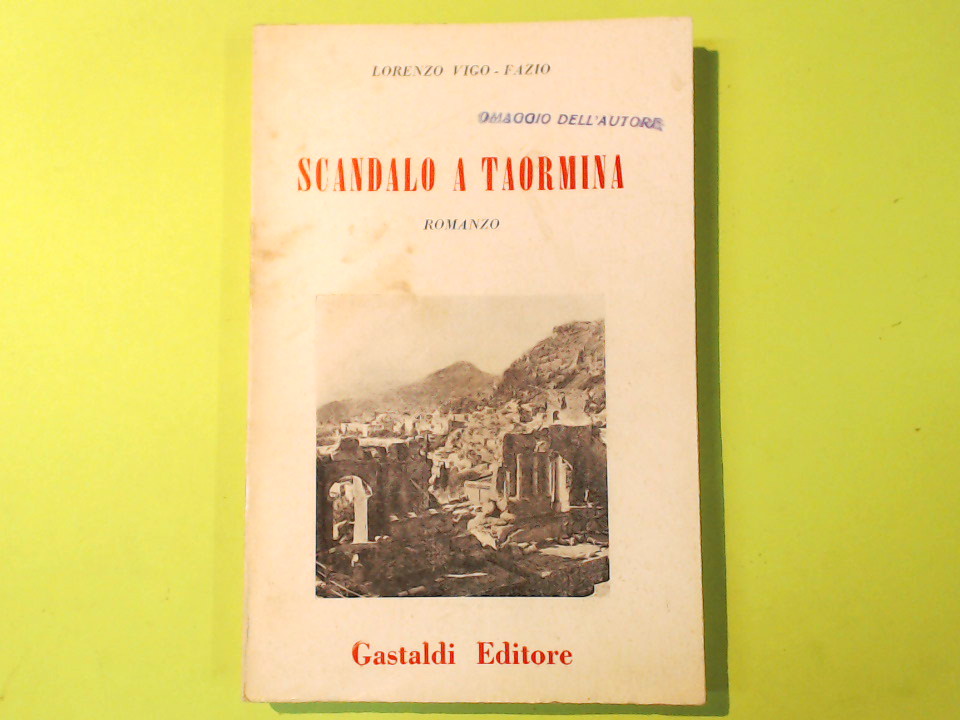 LORENZO VIGO - FAZIO
OMAGGIO DELL'AUTORE
SCANDALO A TAORMINA
ROMANZO
Gastaldi Editore